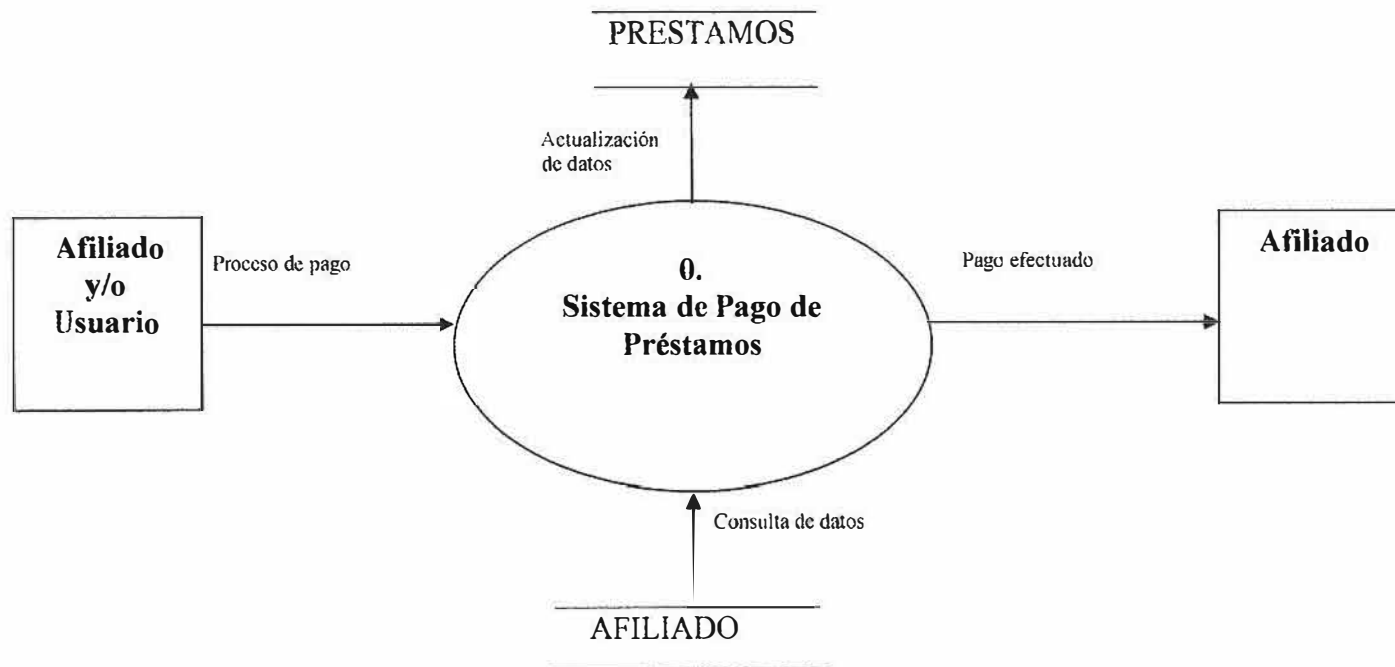 PRESTAMOS
Actualización
de datos
Afiliado
y/o
Usuario
Proceso de pago
0.
Sistema de Pago de
Préstamos
Pago efectuado
Afiliado
Consulta de datos
AFILIADO